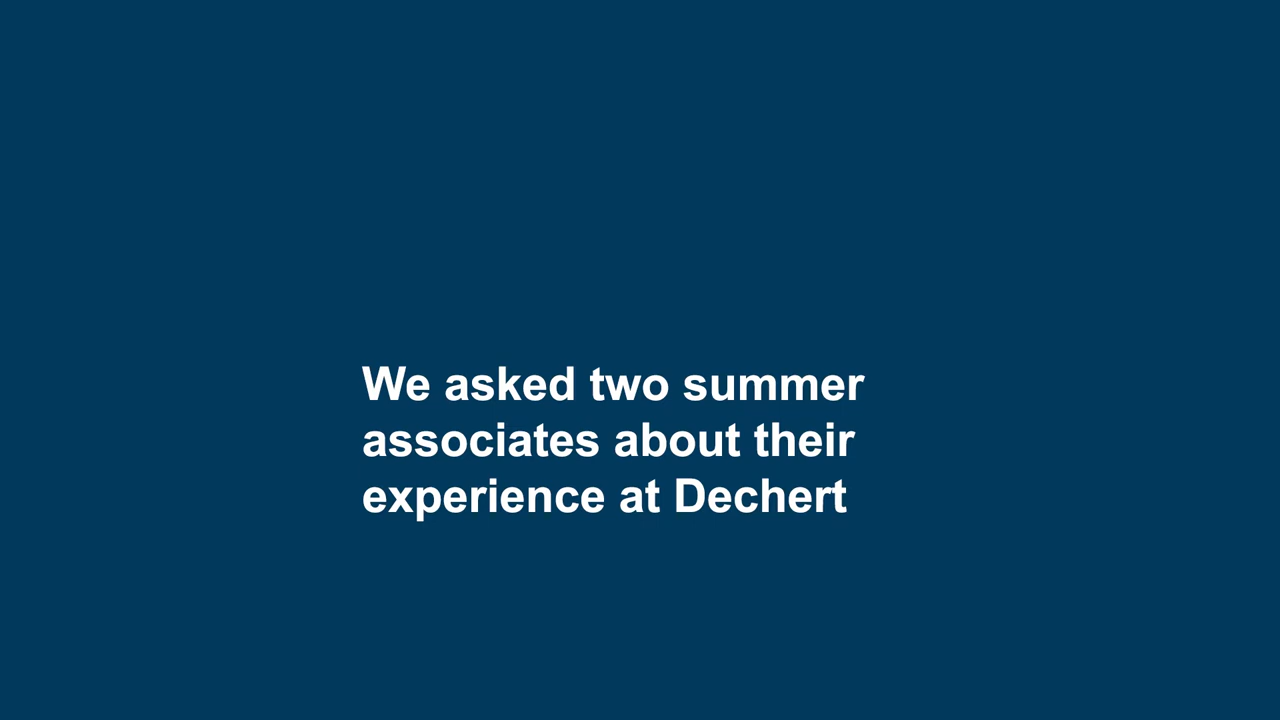 We asked two summer
associates about their
experience at Dechert